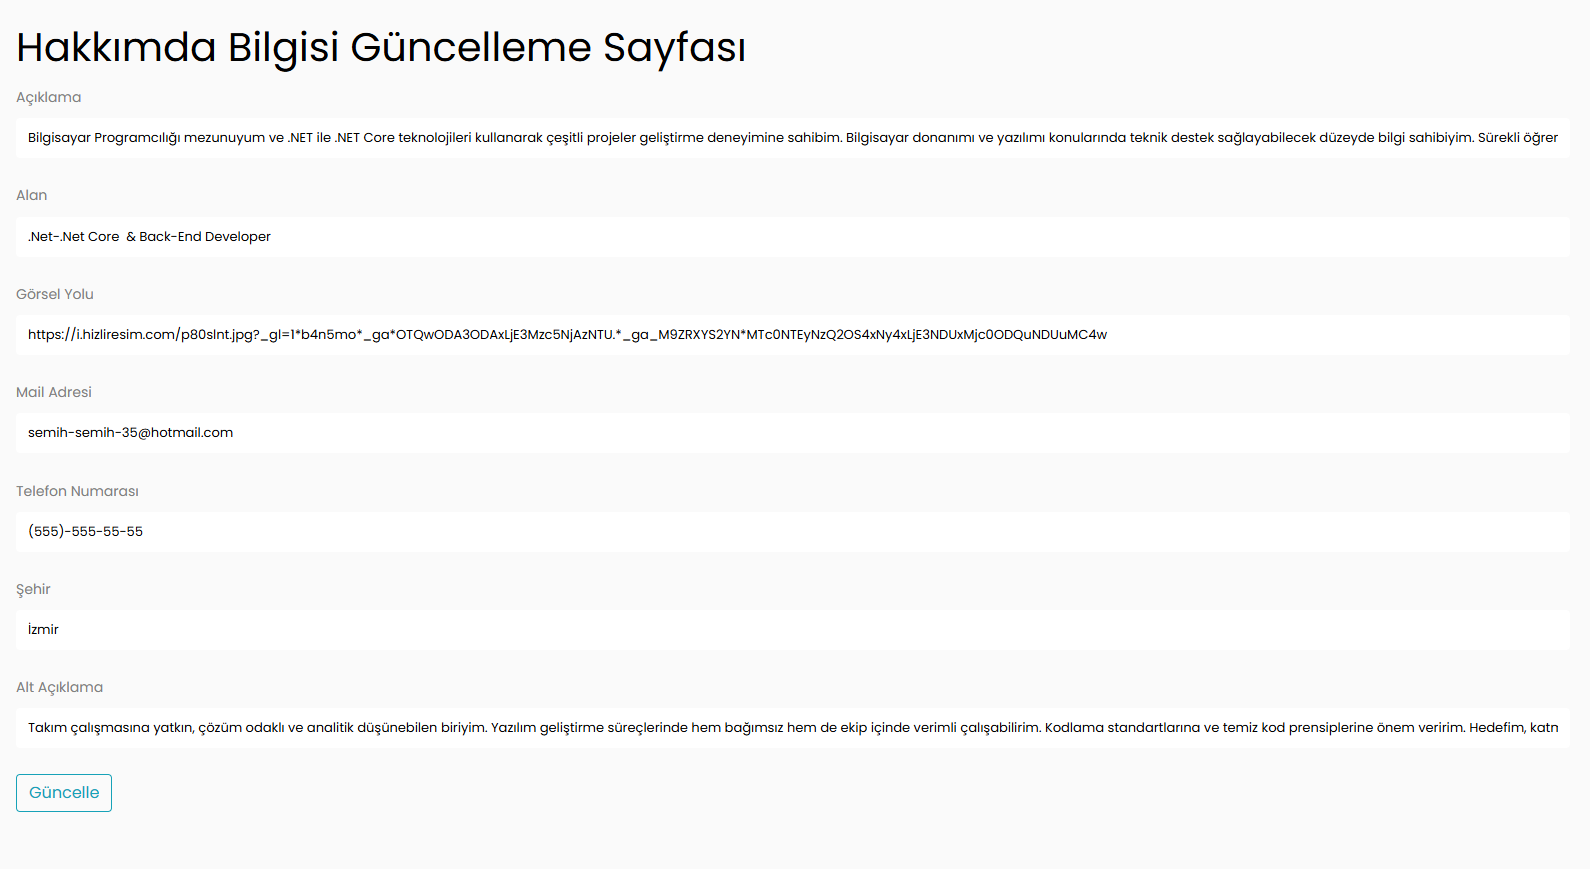 Hakkımda Bilgisi Güncelleme Sayfası
Açıklama
Bilgisayar Programcılığı mezunuyum ve .NET ile .NET Core teknolojileri kullanarak çeşitli projeler geliştirme deneyimine sahibim. Bilgisayar donanımı ve yazılımı konularında teknik destek sağlayabilecek düzeyde bilgi sahibiyim. Sürekli öğrer
Alan
.Net-.Net Core & Back-End Developer
Görsel Yolu
https://i.hizliresim.com/p80slnt.jpg?_gl=1*b4n5mo*_ga*OTQwODA3ODAxLjE3Mzc5NjAzNTU.*_ga_M9ZRXYS2YN*MTc0NTEyNzQ2OS4xNy4xLjE3NDUxMjc0ODQuNDUuMC4w
Mail Adresi
semih-semih-35@hotmail.com
Telefon Numarası
(555)-555-55-55
Şehir
İzmir
Alt Açıklama
Takım çalışmasına yatkın, çözüm odaklı ve analitik düşünebilen biriyim. Yazılım geliştirme süreçlerinde hem bağımsız hem de ekip içinde verimli çalışabilirim. Kodlama standartlarına ve temiz kod prensiplerine önem veririm. Hedefim, katn
Güncelle